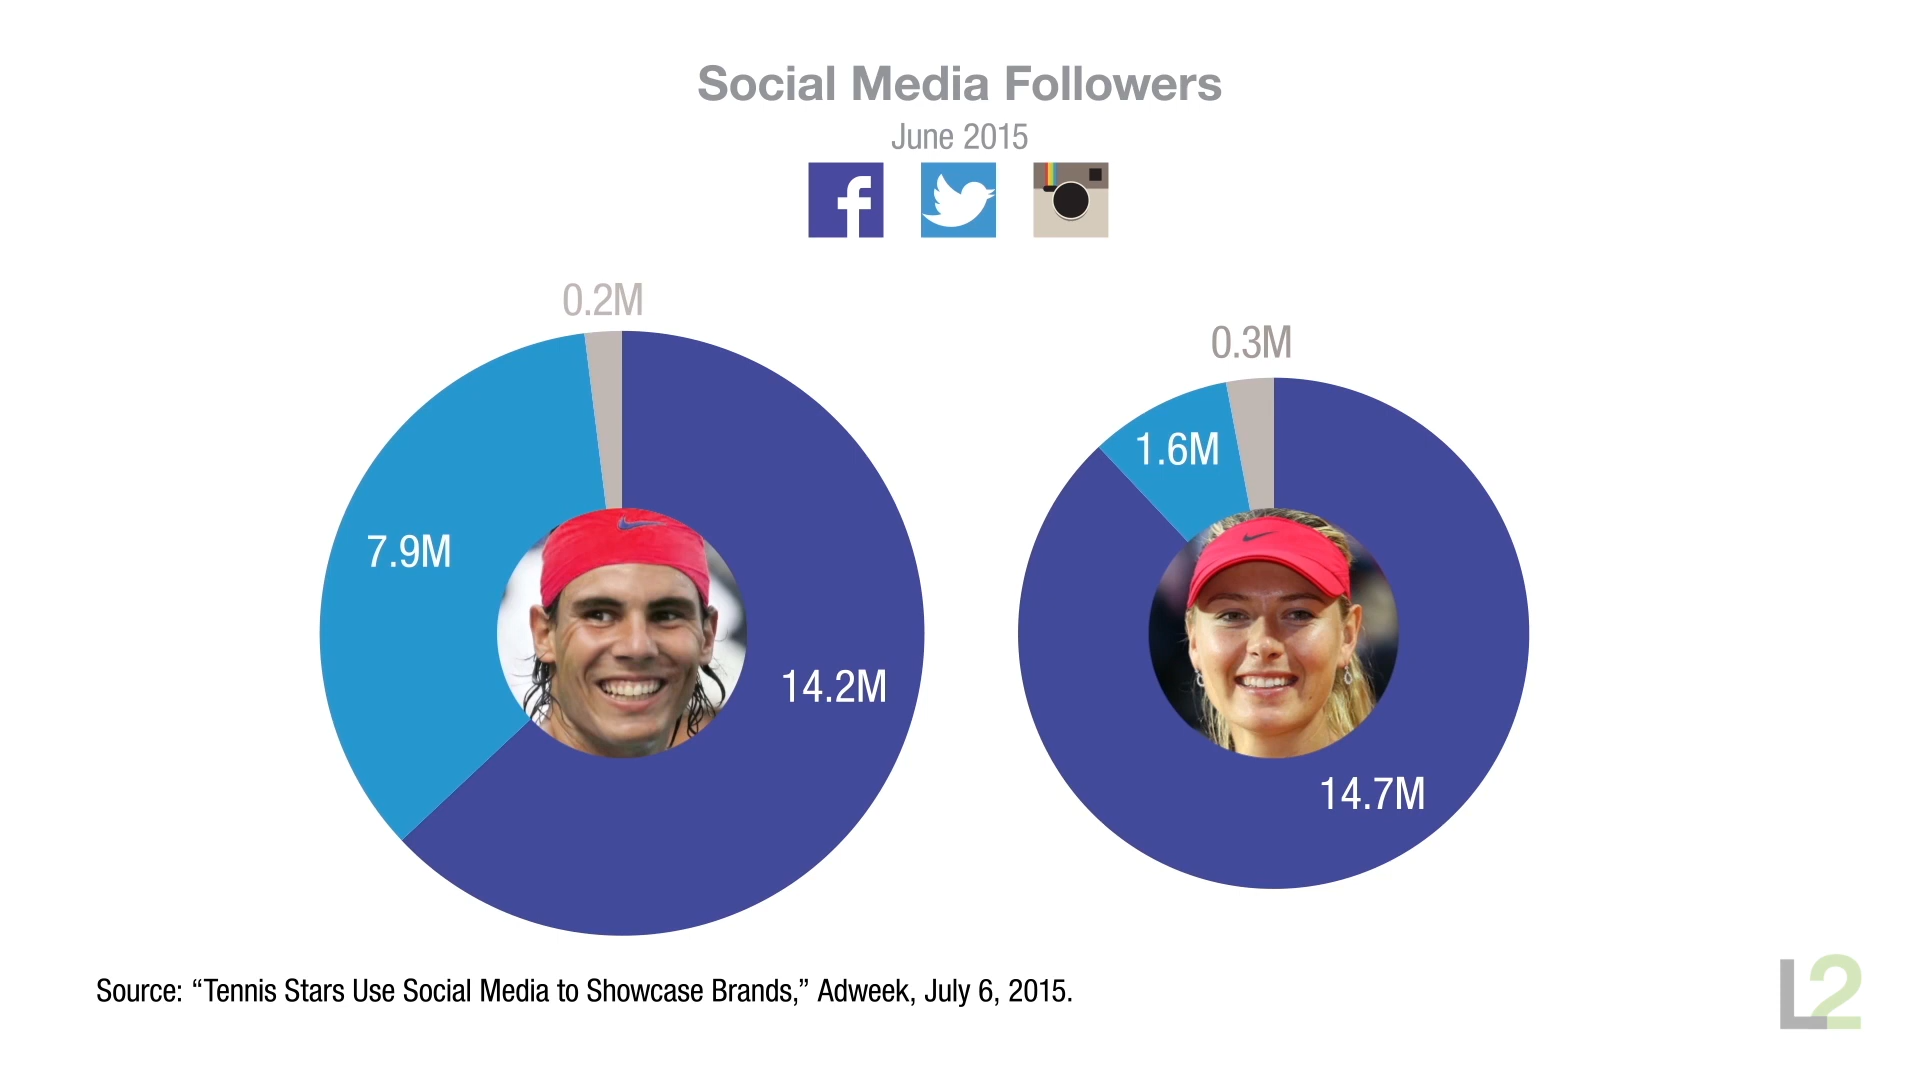 Social Media Followers
June 2015
0.2M
7.9M
14.2M
0.3M
1.6M
14.7M
Source: “Tennis Stars Use Social Media to Showcase Brands,” Adweek, July 6, 2015.
L2